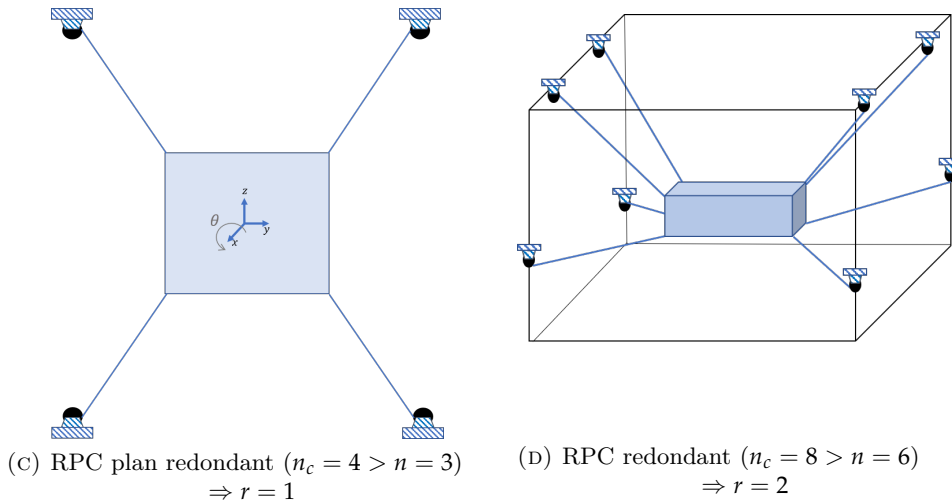 z
θ
y
x
(C) RPC plan redondant (n_c = 4 > n = 3)
⇒ r = 1
(D) RPC redondant (n_c = 8 > n = 6)
⇒ r = 2